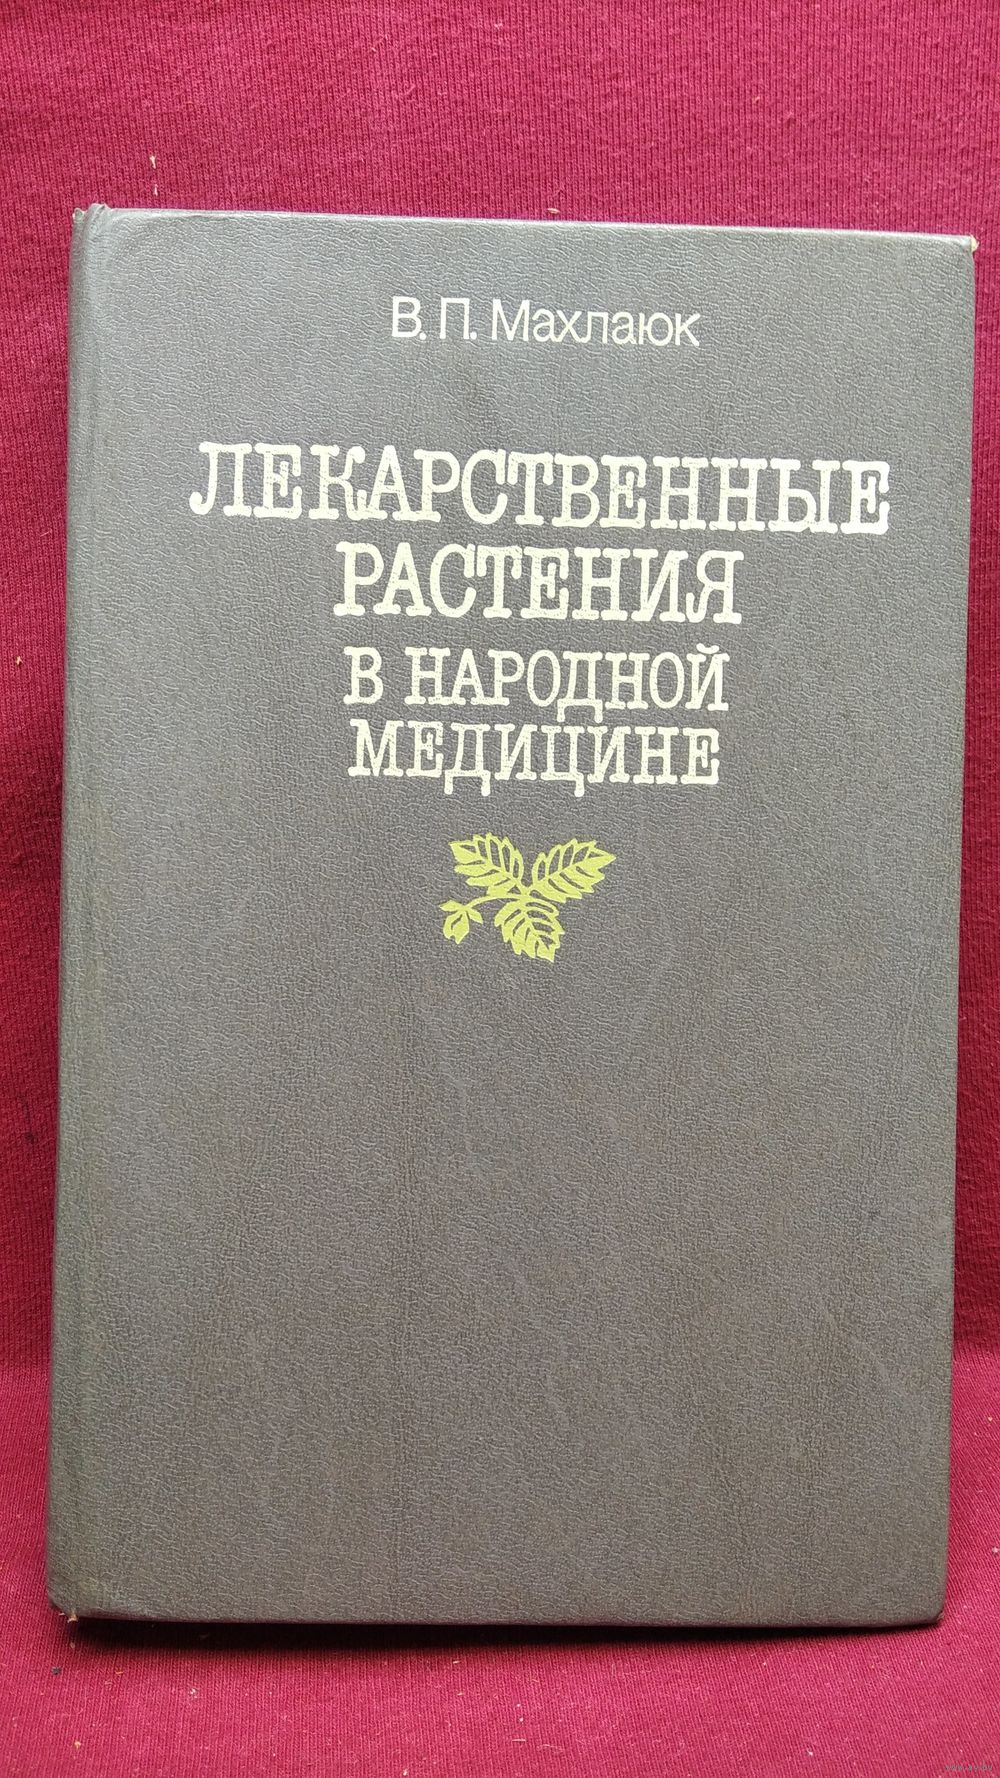 В. П. Махлаюк
ЛЕКАРСТВЕННЫЕ
РАСТЕНИЯ
В НАРОДНОЙ
МЕДИЦИНЕ